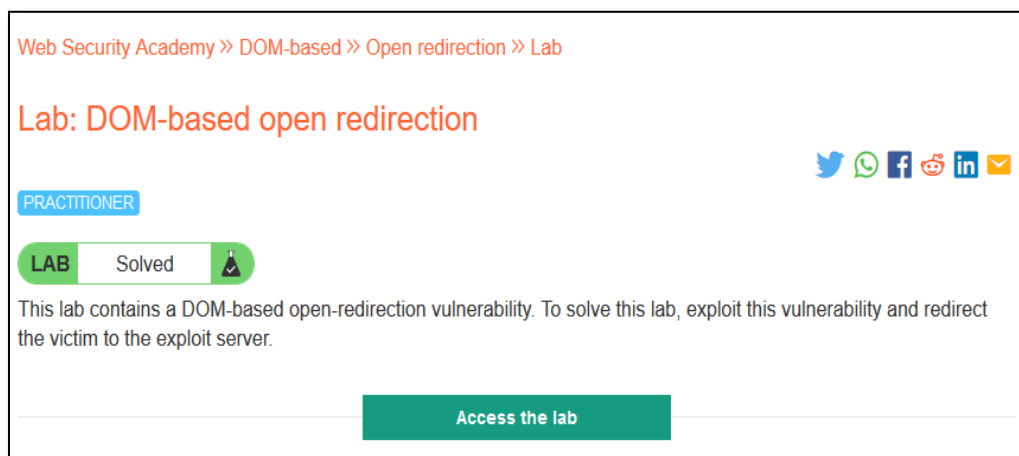 Web Security Academy » DOM-based » Open redirection » Lab
Lab: DOM-based open redirection
PRACTITIONER
LAB Solved
This lab contains a DOM-based open-redirection vulnerability. To solve this lab, exploit this vulnerability and redirect
the victim to the exploit server.
Access the lab